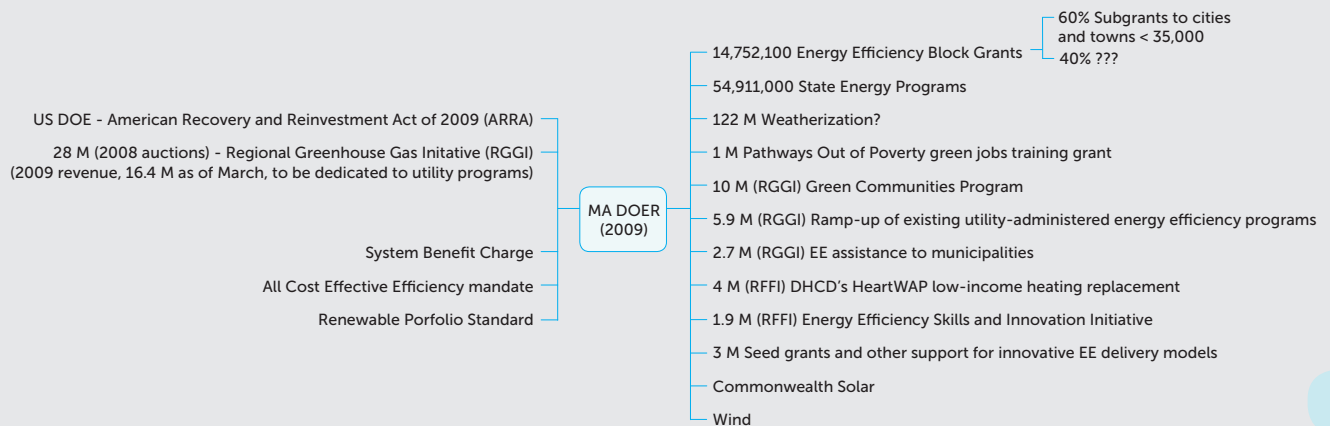 US DOE - American Recovery and Reinvestment Act of 2009 (ARRA)
28 M (2008 auctions) - Regional Greenhouse Gas Initative (RGGI)
(2009 revenue, 16.4 M as of March, to be dedicated to utility programs)
System Benefit Charge
All Cost Effective Efficiency mandate
Renewable Porfolio Standard
MA DOER
(2009)
14,752,100 Energy Efficiency Block Grants
60% Subgrants to cities
and towns < 35,000
40% ???
54,911,000 State Energy Programs
122 M Weatherization?
1 M Pathways Out of Poverty green jobs training grant
10 M (RGGI) Green Communities Program
5.9 M (RGGI) Ramp-up of existing utility-administered energy efficiency programs
2.7 M (RGGI) EE assistance to municipalities
4 M (RFFI) DHCD's HeartWAP low-income heating replacement
1.9 M (RFFI) Energy Efficiency Skills and Innovation Initiative
3 M Seed grants and other support for innovative EE delivery models
Commonwealth Solar
Wind